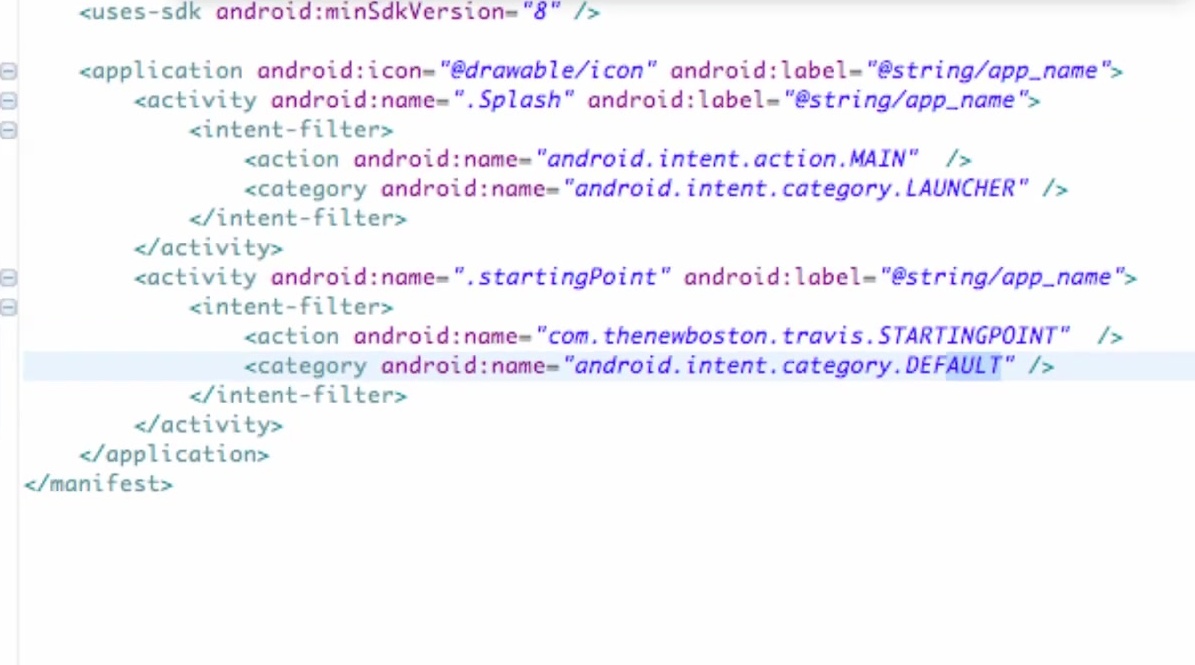 <uses-sdk android:minSdkVersion="8" />
<application android:icon="@drawable/icon" android:label="@string/app_name">
<activity android:name=".Splash" android:label="@string/app_name">
<intent-filter>
<action android:name="android.intent.action.MAIN"  />
<category android:name="android.intent.category.LAUNCHER" />
</intent-filter>
</activity>
<activity android:name=".startingPoint" android:label="@string/app_name">
<intent-filter>
<action android:name="com.thenewboston.travis.STARTINGPOINT"  />
<category android:name="android.intent.category.DEFAULT" />
</intent-filter>
</activity>
</application>
</manifest>